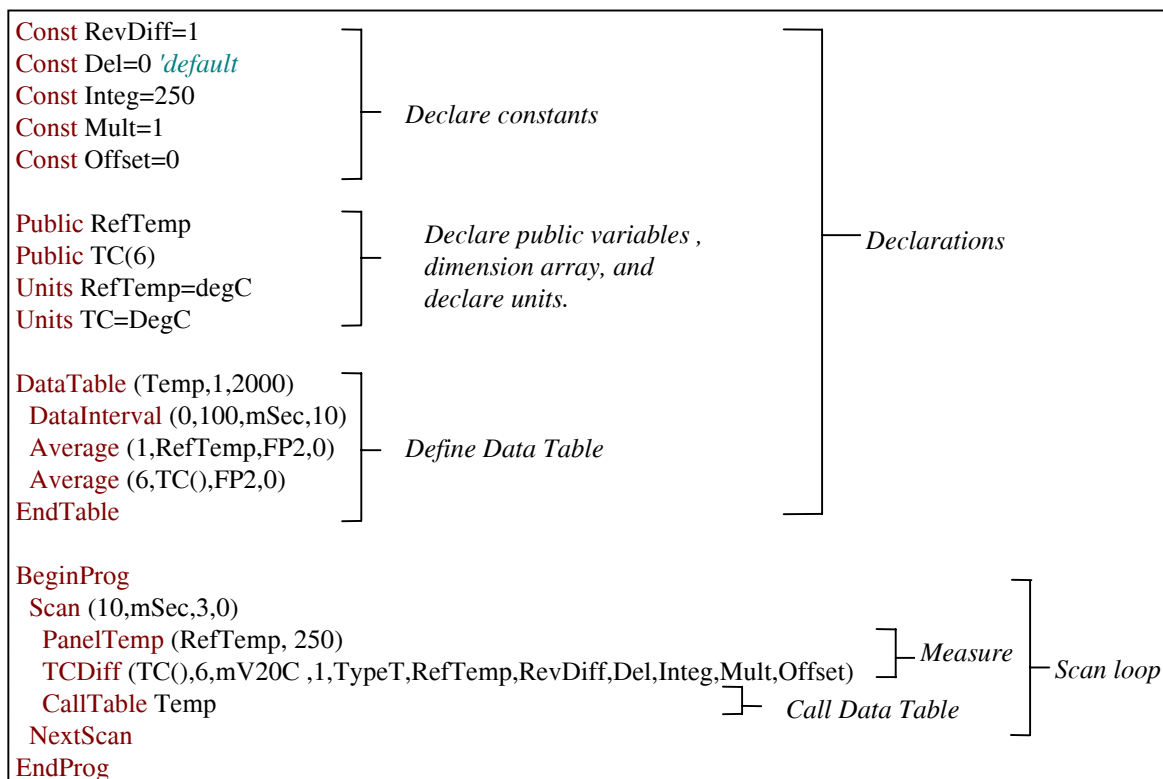 Const RevDiff=1
Const Del=0 'default
Const Integ=250
Const Mult=1
Const Offset=0
Declare constants
Public RefTemp
Public TC(6)
Units RefTemp=degC
Units TC=DegC
Declare public variables ,
dimension array, and
declare units.
Declarations
DataTable (Temp,1,2000)
DataInterval (0,100,mSec,10)
Average (1,RefTemp,FP2,0)
Average (6,TC(),FP2,0)
EndTable
Define Data Table
BeginProg
Scan (10,mSec,3,0)
PanelTemp (RefTemp, 250)
TCDiff (TC(),6,mV20C ,1,TypeT,RefTemp,RevDiff,Del,Integ,Mult,Offset)
Measure
Scan loop
CallTable Temp
Call Data Table
NextScan
EndProg